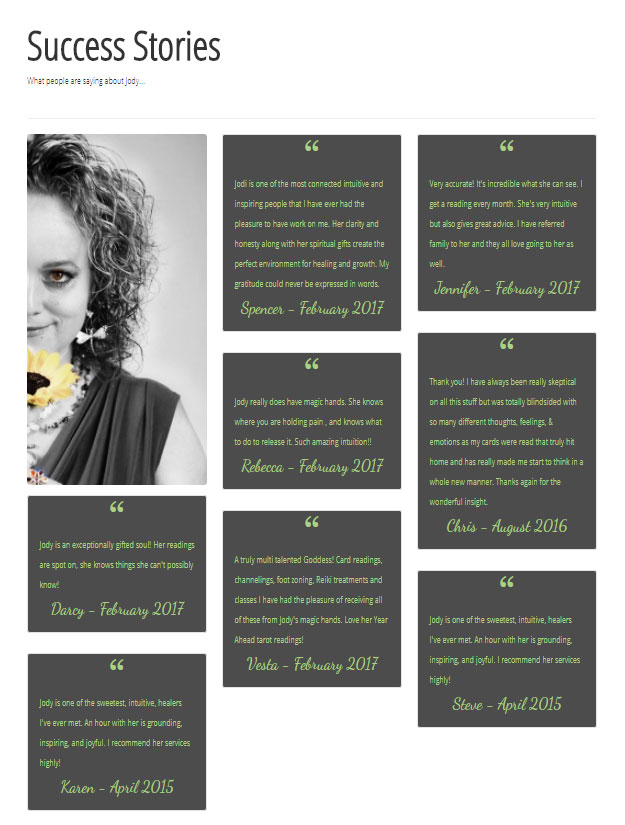 Success Stories
What people are saying about Jody...
“
Jody is an exceptionally gifted soul! Her readings
are spot on, she knows things she can't possibly
know!
Darcy - February 2017
“
Jody is one of the sweetest, intuitive, healers
I've ever met. An hour with her is grounding,
inspiring, and joyful. I recommend her services
highly!
Karen - April 2015
“
Jodi is one of the most connected intuitive and
inspiring people that I have ever had the
pleasure to have work on me. Her clarity and
honesty along with her spiritual gifts create the
perfect environment for healing and growth. My
gratitude could never be expressed in words.
Spencer - February 2017
“
Jody really does have magic hands. She knows
where you are holding pain , and knows what
to do to release it. Such amazing intuition!!
Rebecca - February 2017
“
A truly multi talented Goddess! Card readings,
channelings, foot zoning, Reiki treatments and
classes I have had the pleasure of receiving all
of these from Jody's magic hands. Love her Year
Ahead tarot readings!
Vesta - February 2017
“
Very accurate! It's incredible what she can see. I
get a reading every month. She's very intuitive
but also gives great advice. I have referred
family to her and they all love going to her as
well..
Jennifer - February 2017
“
Thank you! I have always been really skeptical
on all this stuff but was totally blindsided with
so many different thoughts, feelings, &
emotions as my cards were read that truly hit
home and has really made me start to think in a
whole new manner. Thanks again for the
wonderful insight.
Chris - August 2016
“
Jody is one of the sweetest, intuitive, healers
I've ever met. An hour with her is grounding,
inspiring, and joyful. I recommend her services
highly!
Steve - April 2015